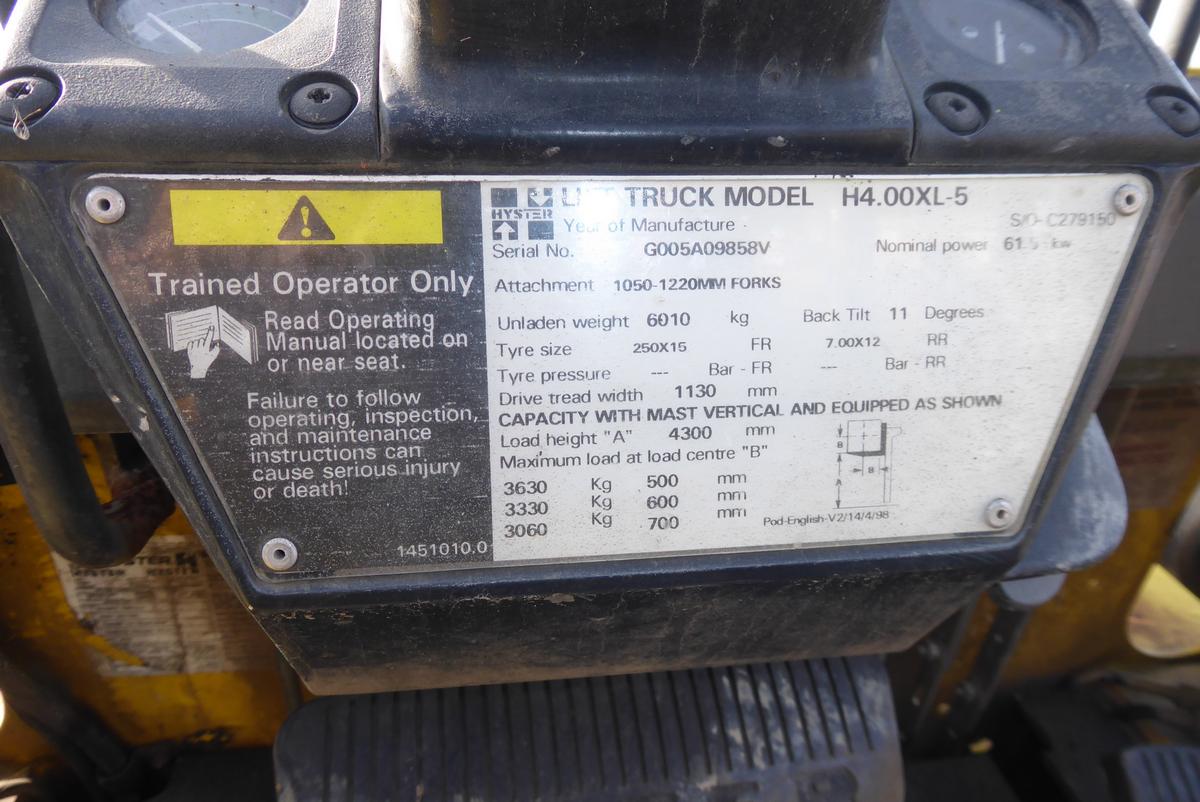 Trained Operator Only
Read Operating
Manual located on
or near seat.
Failure to follow
operating, inspection,
and maintenance
instructions can
cause serious injury
or death!
1451010.0
HYSTER
LIFT TRUCK MODEL H4.00XL-5
Year of Manufacture
S/O- C279150
Serial No. G005A09858V Nominal power 61.5 kw
Attachment 1050-1220MM FORKS
Unladen weight 6010 kg Back Tilt 11 Degrees
Tyre size 250X15 FR 7.00X12 RR
Tyre pressure --- Bar - FR --- Bar - RR
Drive tread width 1130 mm
CAPACITY WITH MAST VERTICAL AND EQUIPPED AS SHOWN
Load height "A" 4300 mm
Maximum load at load centre "B"
3630 Kg 500 mm
3330 Kg 600 mm
3060 Kg 700 mm
B
A
B
Pod-English-V2/14/4/98